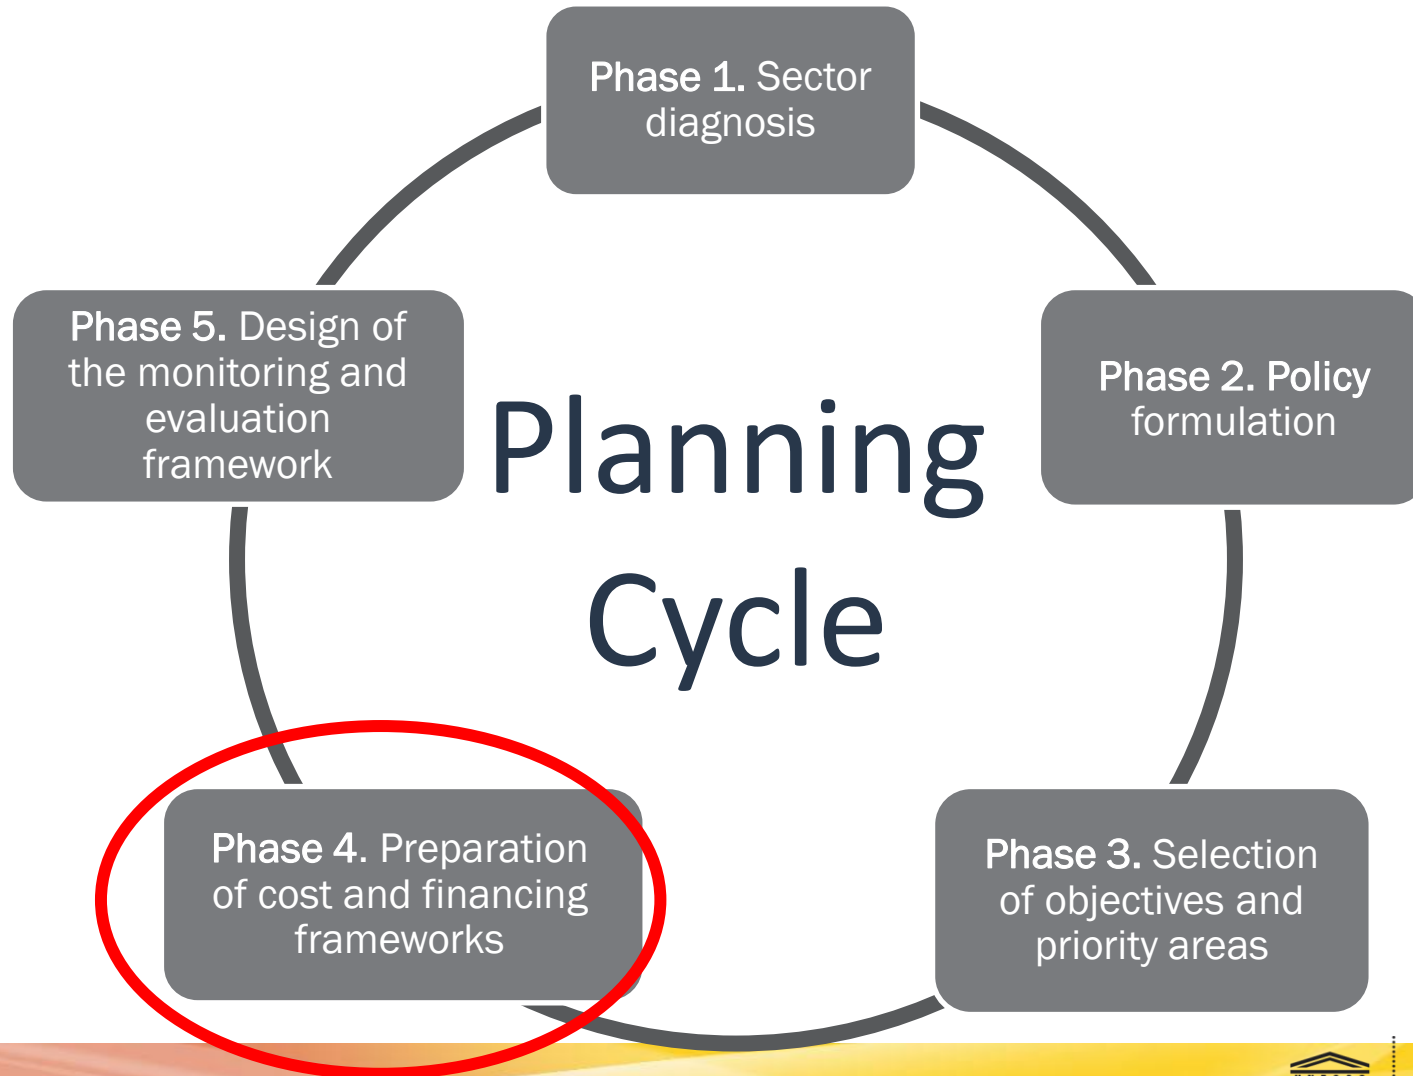 Phase 1. Sector
diagnosis
Phase 2. Policy
formulation
Phase 3. Selection
of objectives and
priority areas
Phase 4. Preparation
of cost and financing
frameworks
Phase 5. Design of
the monitoring and
evaluation
framework
Planning
Cycle